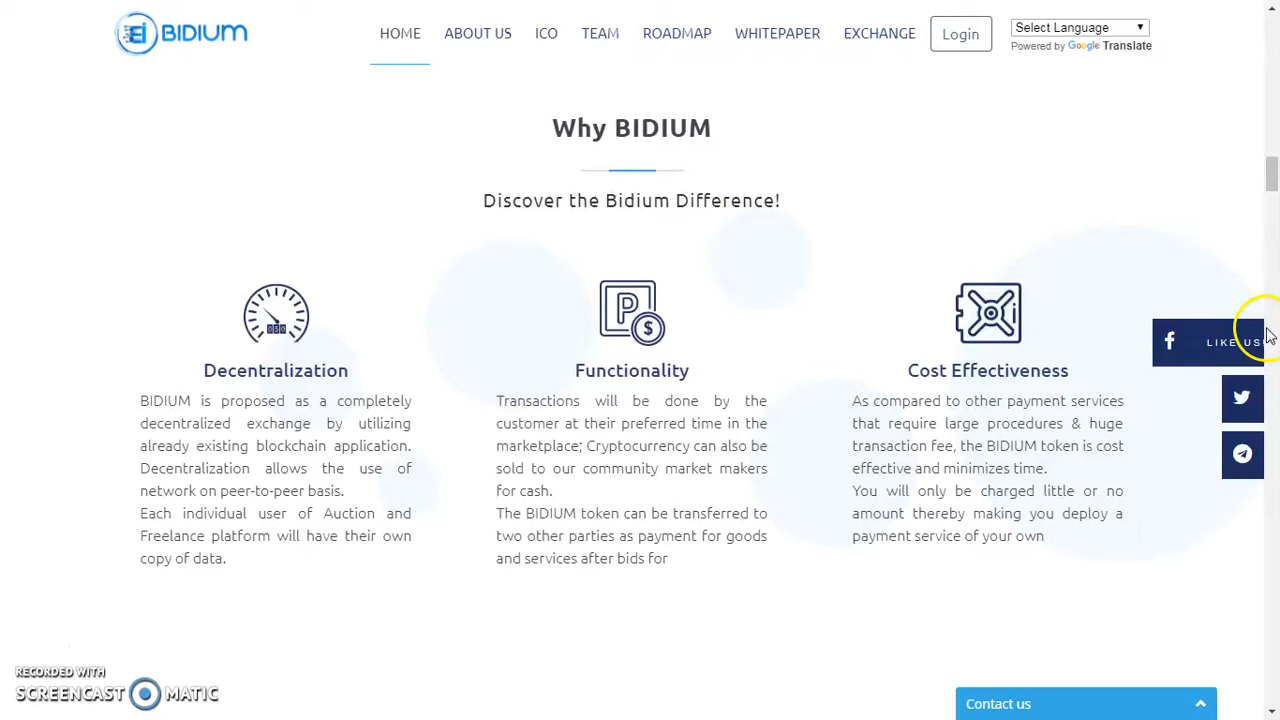 BIDIUM
HOME ABOUT US ICO TEAM ROADMAP WHITEPAPER EXCHANGE Login
Select Language
Powered by Google Translate
Why BIDIUM
Discover the Bidium Difference!
Decentralization
BIDIUM is proposed as a completely
decentralized exchange by utilizing
already existing blockchain application.
Decentralization allows the use of
network on peer-to-peer basis.
Each individual user of Auction and
Freelance platform will have their own
copy of data.
Functionality
Transactions will be done by the
customer at their preferred time in the
marketplace; Cryptocurrency can also be
sold to our community market makers
for cash.
The BIDIUM token can be transferred to
two other parties as payment for goods
and services after bids for
Cost Effectiveness
As compared to other payment services
that require large procedures & huge
transaction fee, the BIDIUM token is cost
effective and minimizes time.
You will only be charged little or no
amount thereby making you deploy a
payment service of your own
LIKE US
RECORDED WITH
SCREENCAST MATIC
Contact us